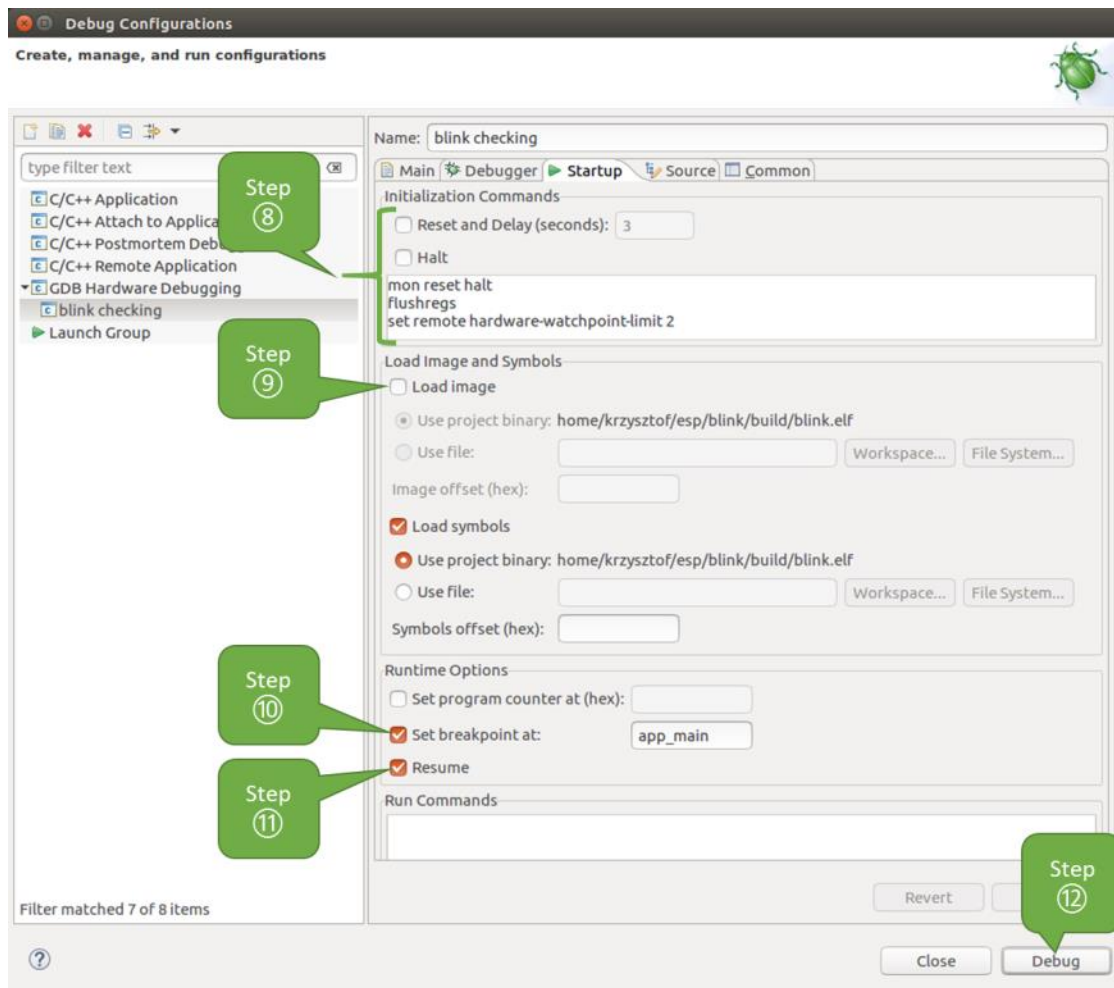 Debug Configurations
Create, manage, and run configurations
type filter text
C/C++ Application
C/C++ Attach to Applica
C/C++ Postmortem Deb
C/C++ Remote Application
GDB Hardware Debugging
blink checking
Launch Group
Filter matched 7 of 8 items
Step
⑧
Step
⑨
Step
⑩
Step
⑪
Name: blink checking
Main Debugger Startup Source Common
Initialization Commands
Reset and Delay (seconds): 3
Halt
mon reset halt
flushregs
set remote hardware-watchpoint-limit 2
Load Image and Symbols
Load image
Use project binary: home/krzysztof/esp/blink/build/blink.elf
Use file: Workspace... File System...
Image offset (hex):
Load symbols
Use project binary: home/krzysztof/esp/blink/build/blink.elf
Use file: Workspace... File System...
Symbols offset (hex):
Runtime Options
Set program counter at (hex):
Set breakpoint at: app_main
Resume
Run Commands
Step
⑫
Revert
Close Debug